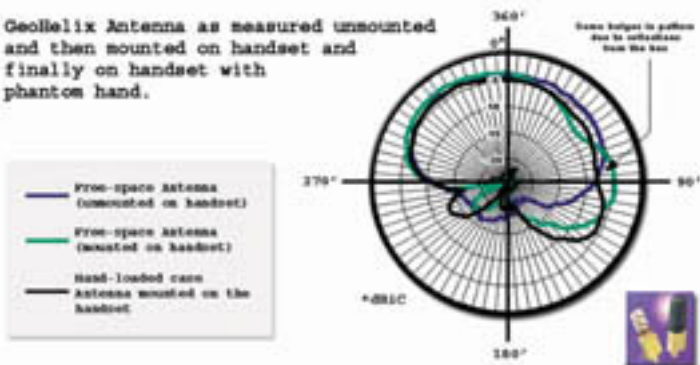 GeoHelix Antenna as measured unmounted
and then mounted on handset and
finally on handset with
phantom hand.
360°
0°
Some bulges in pattern
due to reflections
from the box
270°
90°
Free-space Antenna
(unmounted on handset)
Free-space Antenna
(mounted on handset)
Hand-loaded case
Antenna mounted on the
handset
180°